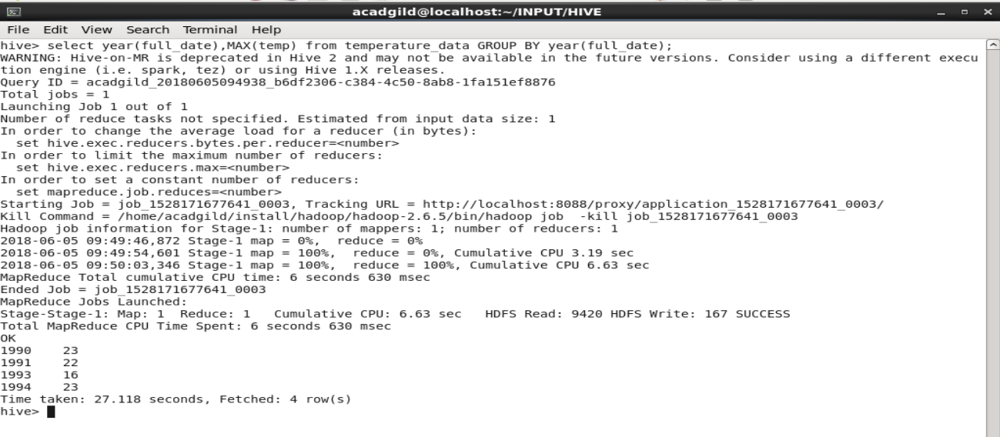 acadgild@localhost:~/INPUT/HIVE
File Edit View Search Terminal Help
hive> select year(full_date),MAX(temp) from temperature_data GROUP BY year(full_date);
WARNING: Hive-on-MR is deprecated in Hive 2 and may not be available in the future versions. Consider using a different execu
tion engine (i.e. spark, tez) or using Hive 1.X releases.
Query ID = acadgild_20180605094938_b6df2306-c384-4c50-8ab8-1fa151ef8876
Total jobs = 1
Launching Job 1 out of 1
Number of reduce tasks not specified. Estimated from input data size: 1
In order to change the average load for a reducer (in bytes):
  set hive.exec.reducers.bytes.per.reducer=<number>
In order to limit the maximum number of reducers:
  set hive.exec.reducers.max=<number>
In order to set a constant number of reducers:
  set mapreduce.job.reduces=<number>
Starting Job = job_1528171677641_0003, Tracking URL = http://localhost:8088/proxy/application_1528171677641_0003/
Kill Command = /home/acadgild/install/hadoop/hadoop-2.6.5/bin/hadoop job  -kill job_1528171677641_0003
Hadoop job information for Stage-1: number of mappers: 1; number of reducers: 1
2018-06-05 09:49:46,872 Stage-1 map = 0%,  reduce = 0%
2018-06-05 09:49:54,601 Stage-1 map = 100%,  reduce = 0%, Cumulative CPU 3.19 sec
2018-06-05 09:50:03,346 Stage-1 map = 100%,  reduce = 100%, Cumulative CPU 6.63 sec
MapReduce Total cumulative CPU time: 6 seconds 630 msec
Ended Job = job_1528171677641_0003
MapReduce Jobs Launched:
Stage-Stage-1: Map: 1  Reduce: 1   Cumulative CPU: 6.63 sec   HDFS Read: 9420 HDFS Write: 167 SUCCESS
Total MapReduce CPU Time Spent: 6 seconds 630 msec
OK
1990    23
1991    22
1993    16
1994    23
Time taken: 27.118 seconds, Fetched: 4 row(s)
hive>